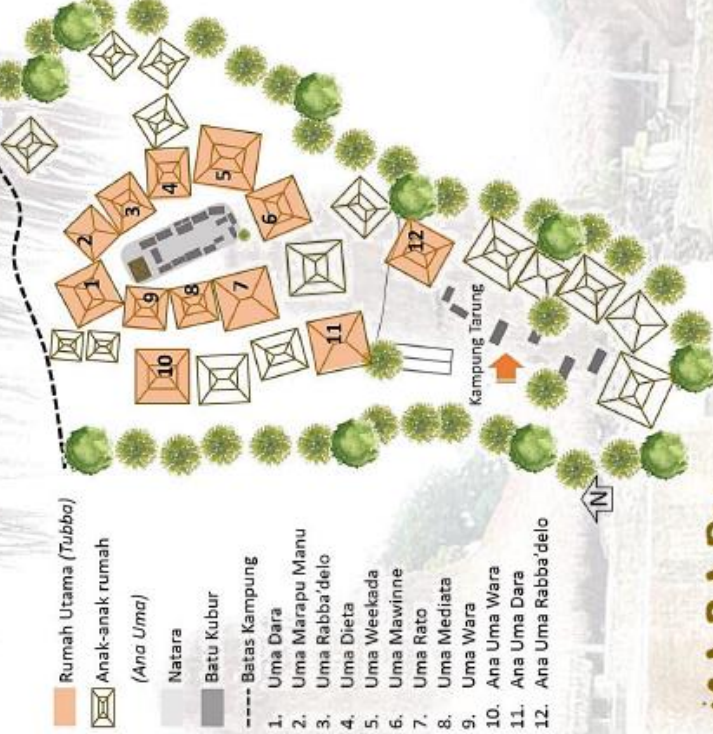 Rumah Utama (Tubba)
Anak-anak rumah
(Ana Uma)
Natara
Batu Kubur
Batas Kampung
1. Uma Dara
2. Uma Marapu Manu
3. Uma Rabba'delo
4. Uma Dieta
5. Uma Weekada
6. Uma Mawinne
7. Uma Rato
8. Uma Mediata
9. Uma Wara
10. Ana Uma Wara
11. Ana Uma Dara
12. Ana Uma Rabba'delo
N
Kampung Tarung
1
2
3
4
5
6
7
8
9
10
11
12